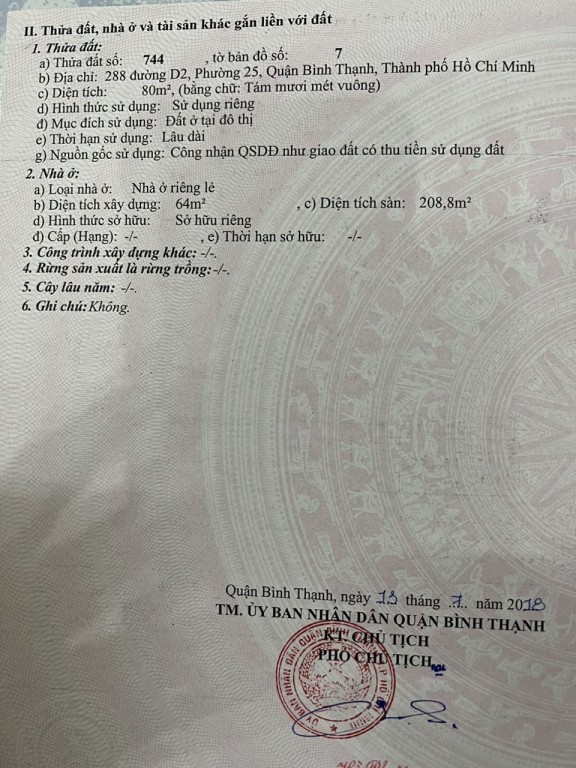 II. Thửa đất, nhà ở và tài sản khác gắn liền với đất
1. Thửa đất:
a) Thửa đất số: 744 , tờ bản đồ số: 7
b) Địa chỉ: 288 đường D2, Phường 25, Quận Bình Thạnh, Thành phố Hồ Chí Minh
c) Diện tích: 80m², (bằng chữ: Tám mươi mét vuông)
d) Hình thức sử dụng: Sử dụng riêng
đ) Mục đích sử dụng: Đất ở tại đô thị
e) Thời hạn sử dụng: Lâu dài
g) Nguồn gốc sử dụng: Công nhận QSDĐ như giao đất có thu tiền sử dụng đất
2. Nhà ở:
a) Loại nhà ở: Nhà ở riêng lẻ
b) Diện tích xây dựng: 64m² , c) Diện tích sàn: 208,8m²
d) Hình thức sở hữu: Sở hữu riêng
đ) Cấp (Hạng): -/- , e) Thời hạn sở hữu: -/-
3. Công trình xây dựng khác: -/-.
4. Rừng sản xuất là rừng trồng: -/-.
5. Cây lâu năm: -/-.
6. Ghi chú: Không.
Quận Bình Thạnh, ngày 13 tháng .7.. năm 2018
TM. ỦY BAN NHÂN DÂN QUẬN BÌNH THẠNH
KT. CHỦ TỊCH
PHÓ CHỦ TỊCH